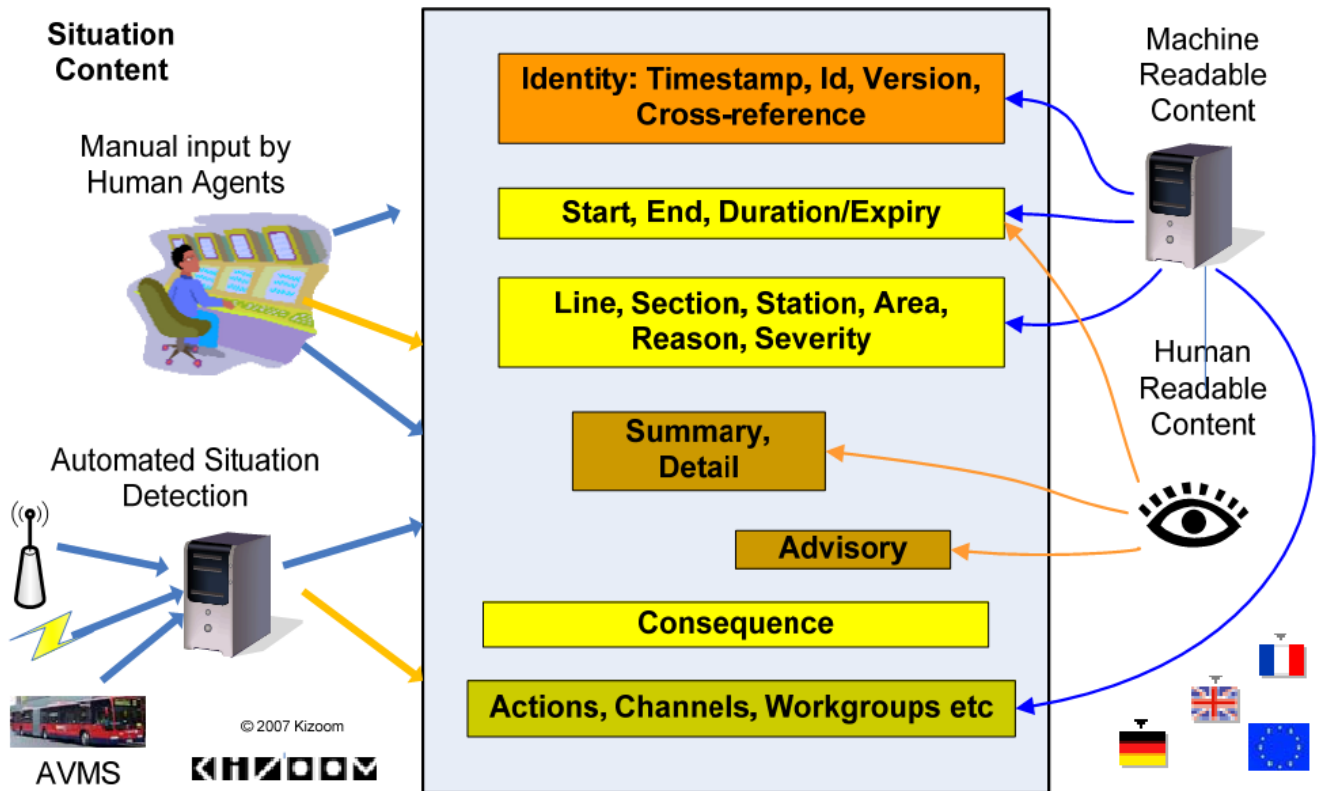 Situation
Content
Manual input by
Human Agents
Automated Situation
Detection
AVMS
© 2007 Kizoom
KIZOOM
Identity: Timestamp, Id, Version,
Cross-reference
Start, End, Duration/Expiry
Line, Section, Station, Area,
Reason, Severity
Summary,
Detail
Advisory
Consequence
Actions, Channels, Workgroups etc
Machine
Readable
Content
Human
Readable
Content